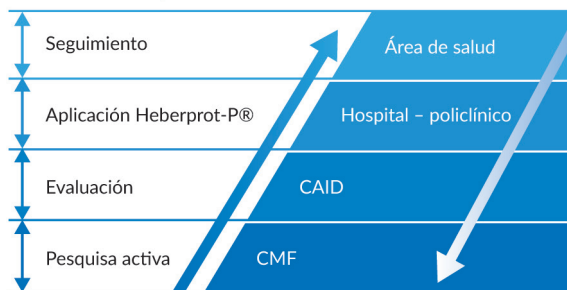 Seguimiento
Área de salud
Aplicación Heberprot-P®
Hospital – policlínico
Evaluación
CAID
Pesquisa activa
CMF